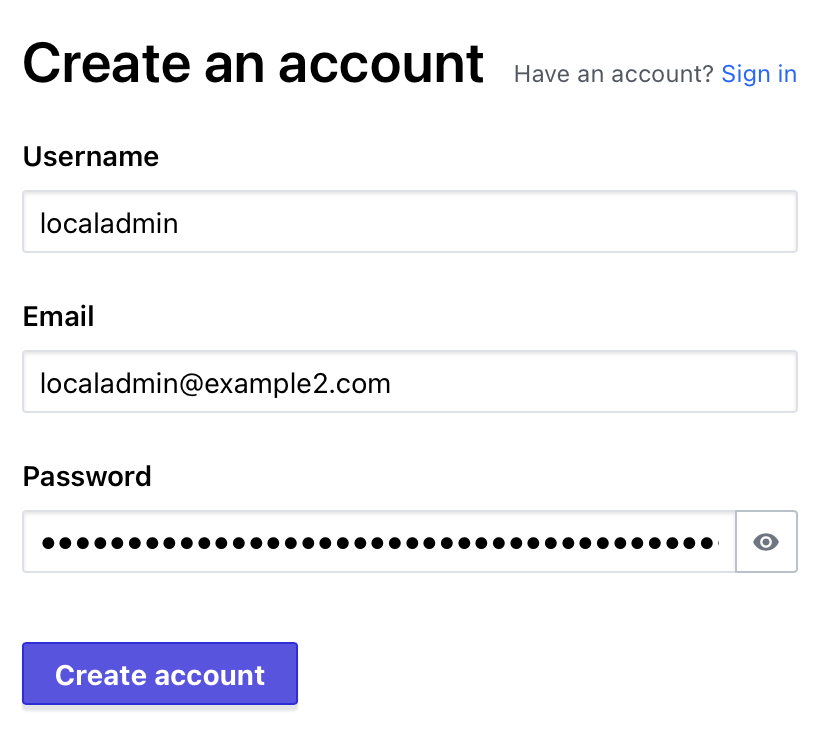 Create an account Have an account? Sign in
Username
localadmin
Email
localadmin@example2.com
Password
Create account